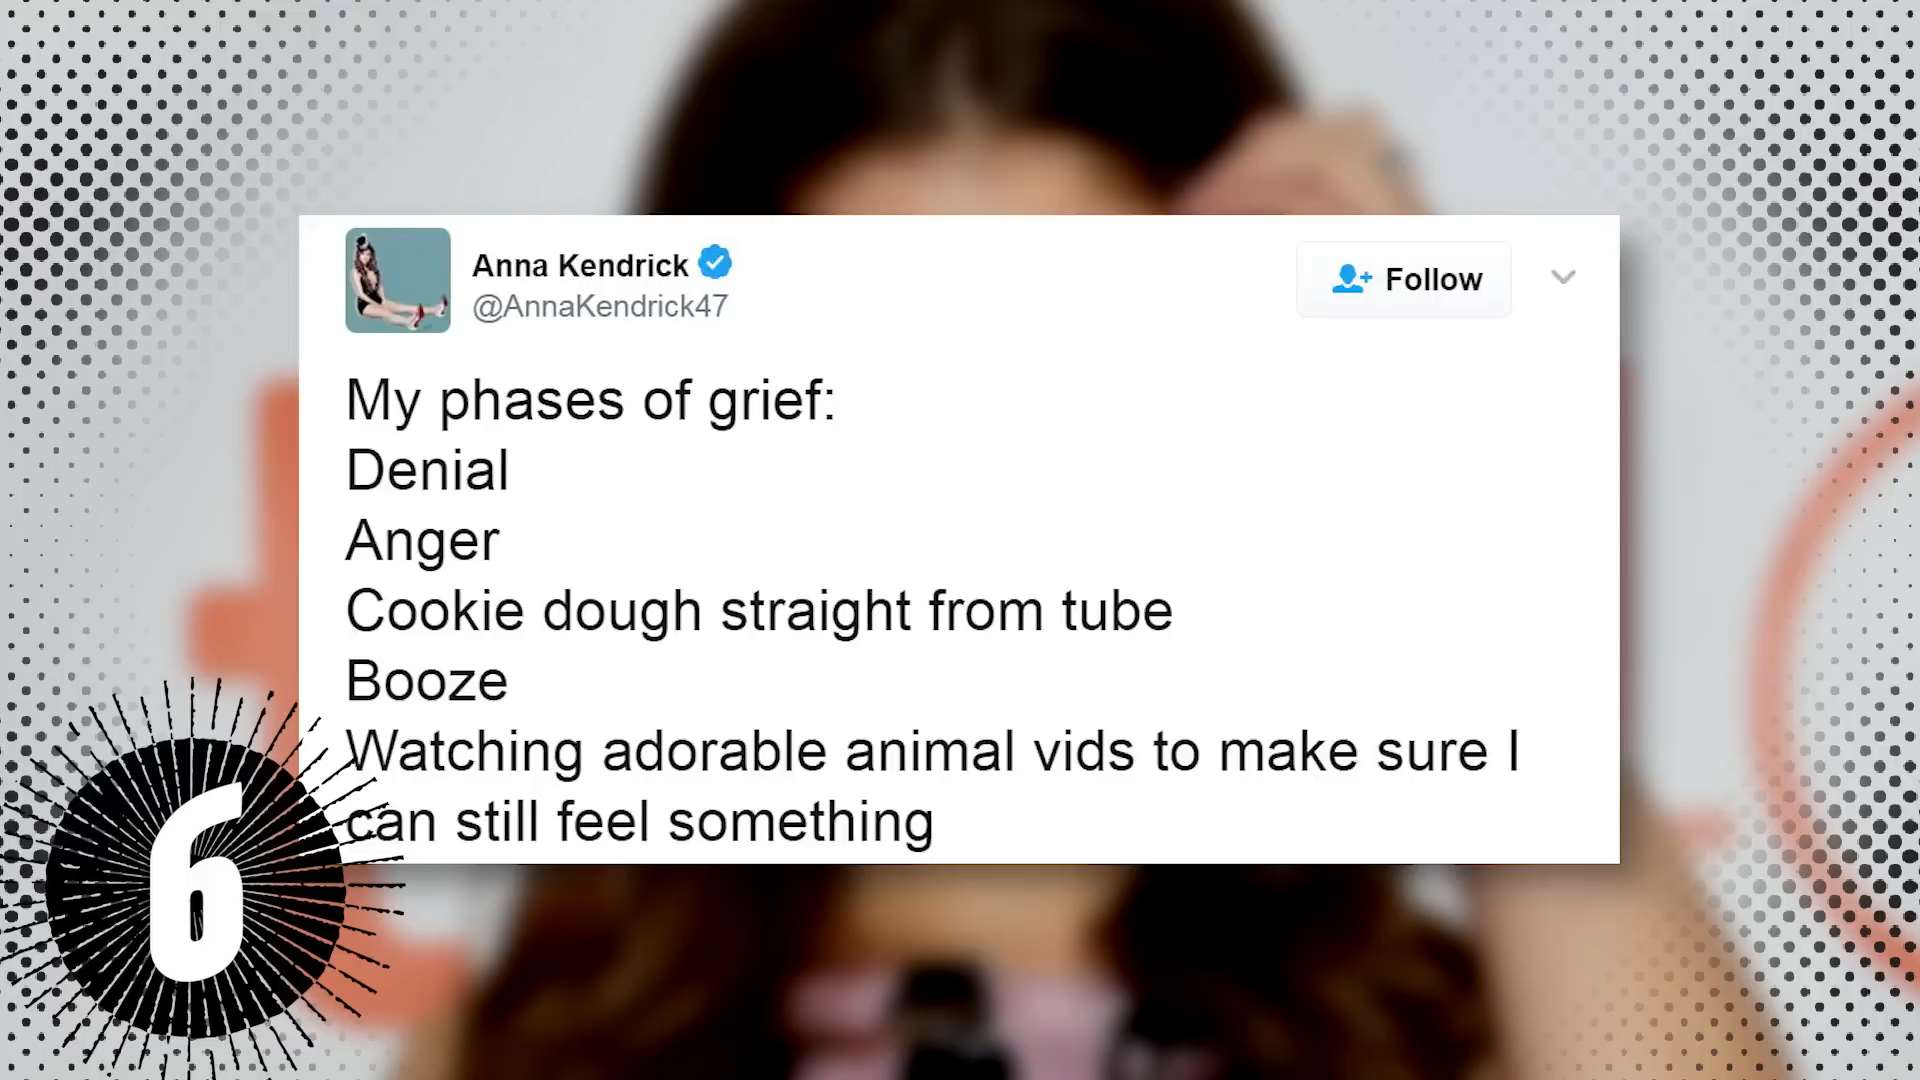 Anna Kendrick
@AnnaKendrick47
Follow
My phases of grief:
Denial
Anger
Cookie dough straight from tube
Booze
Watching adorable animal vids to make sure I
can still feel something
6